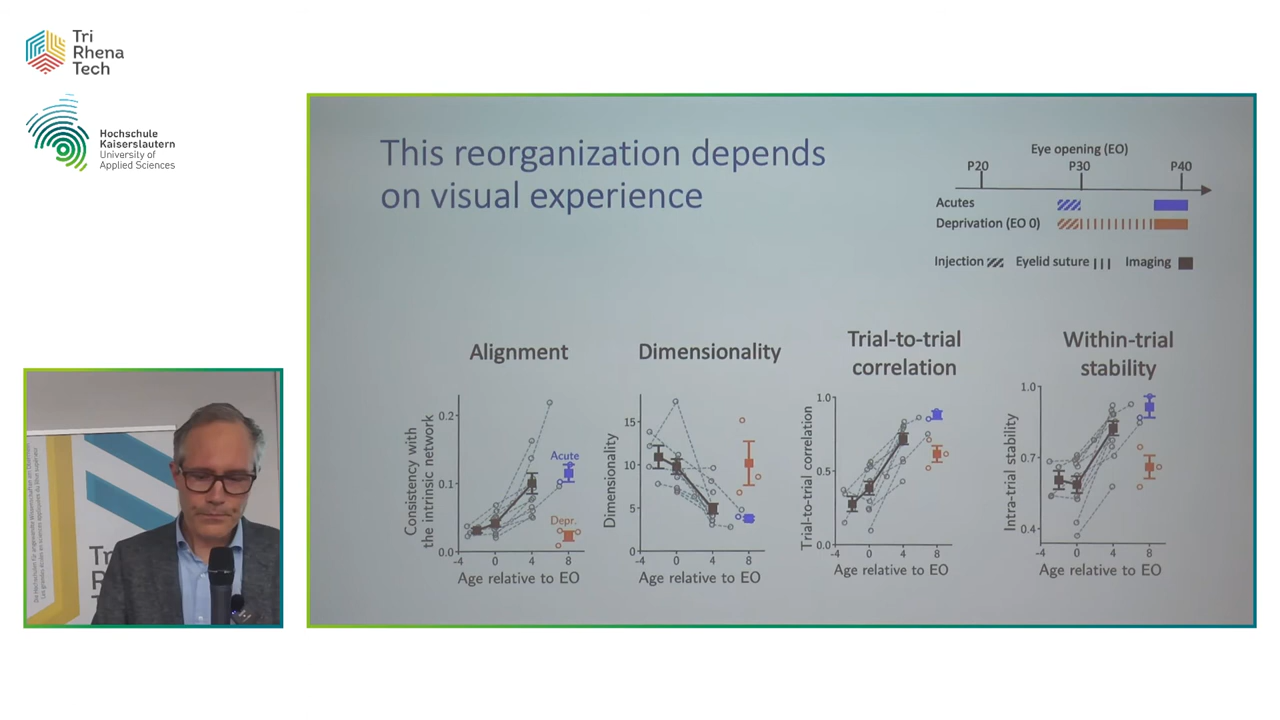 Tri
Rhena
Tech
Hochschule
Kaiserslautern
University of
Applied Sciences
This reorganization depends
on visual experience
Eye opening (EO)
P20 P30 P40
Acutes
Deprivation (EO 0)
Injection Eyelid suture Imaging
Alignment
Consistency with
the intrinsic network
0.2
0.1
0.0
Acute
Depr.
-4 0 4 8
Age relative to EO
Dimensionality
Dimensionality
15
10
5
0
-4 0 4 8
Age relative to EO
Trial-to-trial
correlation
Trial-to-trial correlation
1.0
0.5
0.0
-4 0 4 8
Age relative to EO
Within-trial
stability
Intra-trial stability
1.0
0.7
0.4
-4 0 4 8
Age relative to EO